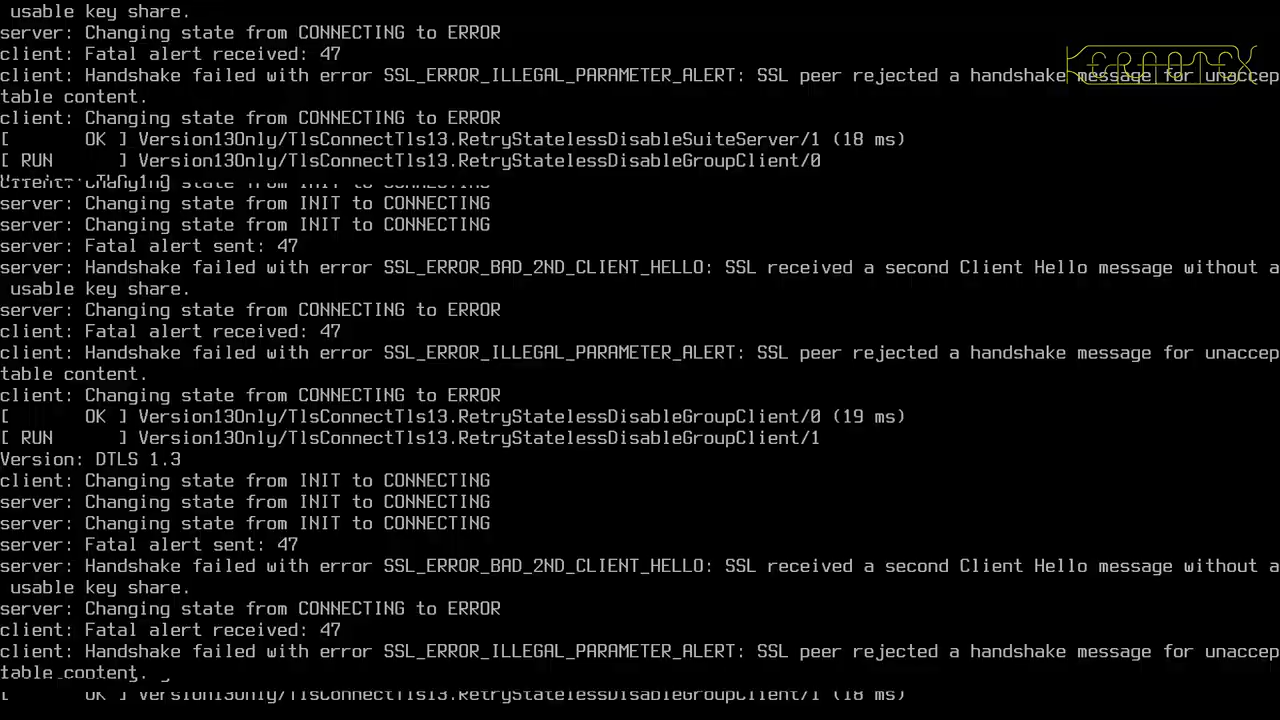 usable key share.
server: Changing state from CONNECTING to ERROR
client: Fatal alert received: 47
KERNOTEX
client: Handshake failed with error SSL_ERROR_ILLEGAL_PARAMETER_ALERT: SSL peer rejected a handshake message for unaccep
table content.
client: Changing state from CONNECTING to ERROR
[       OK ] Version13Only/TlsConnectTls13.RetryStatelessDisableSuiteServer/1 (18 ms)
[ RUN      ] Version13Only/TlsConnectTls13.RetryStatelessDisableGroupClient/0
client: Changing state from INIT to CONNECTING
server: Changing state from INIT to CONNECTING
server: Changing state from INIT to CONNECTING
server: Fatal alert sent: 47
server: Handshake failed with error SSL_ERROR_BAD_2ND_CLIENT_HELLO: SSL received a second Client Hello message without a
 usable key share.
server: Changing state from CONNECTING to ERROR
client: Fatal alert received: 47
client: Handshake failed with error SSL_ERROR_ILLEGAL_PARAMETER_ALERT: SSL peer rejected a handshake message for unaccep
table content.
client: Changing state from CONNECTING to ERROR
[       OK ] Version13Only/TlsConnectTls13.RetryStatelessDisableGroupClient/0 (19 ms)
[ RUN      ] Version13Only/TlsConnectTls13.RetryStatelessDisableGroupClient/1
Version: DTLS 1.3
client: Changing state from INIT to CONNECTING
server: Changing state from INIT to CONNECTING
server: Changing state from INIT to CONNECTING
server: Fatal alert sent: 47
server: Handshake failed with error SSL_ERROR_BAD_2ND_CLIENT_HELLO: SSL received a second Client Hello message without a
 usable key share.
server: Changing state from CONNECTING to ERROR
client: Fatal alert received: 47
client: Handshake failed with error SSL_ERROR_ILLEGAL_PARAMETER_ALERT: SSL peer rejected a handshake message for unaccep
table content.
[       OK ] Version13Only/TlsConnectTls13.RetryStatelessDisableGroupClient/1 (18 ms)